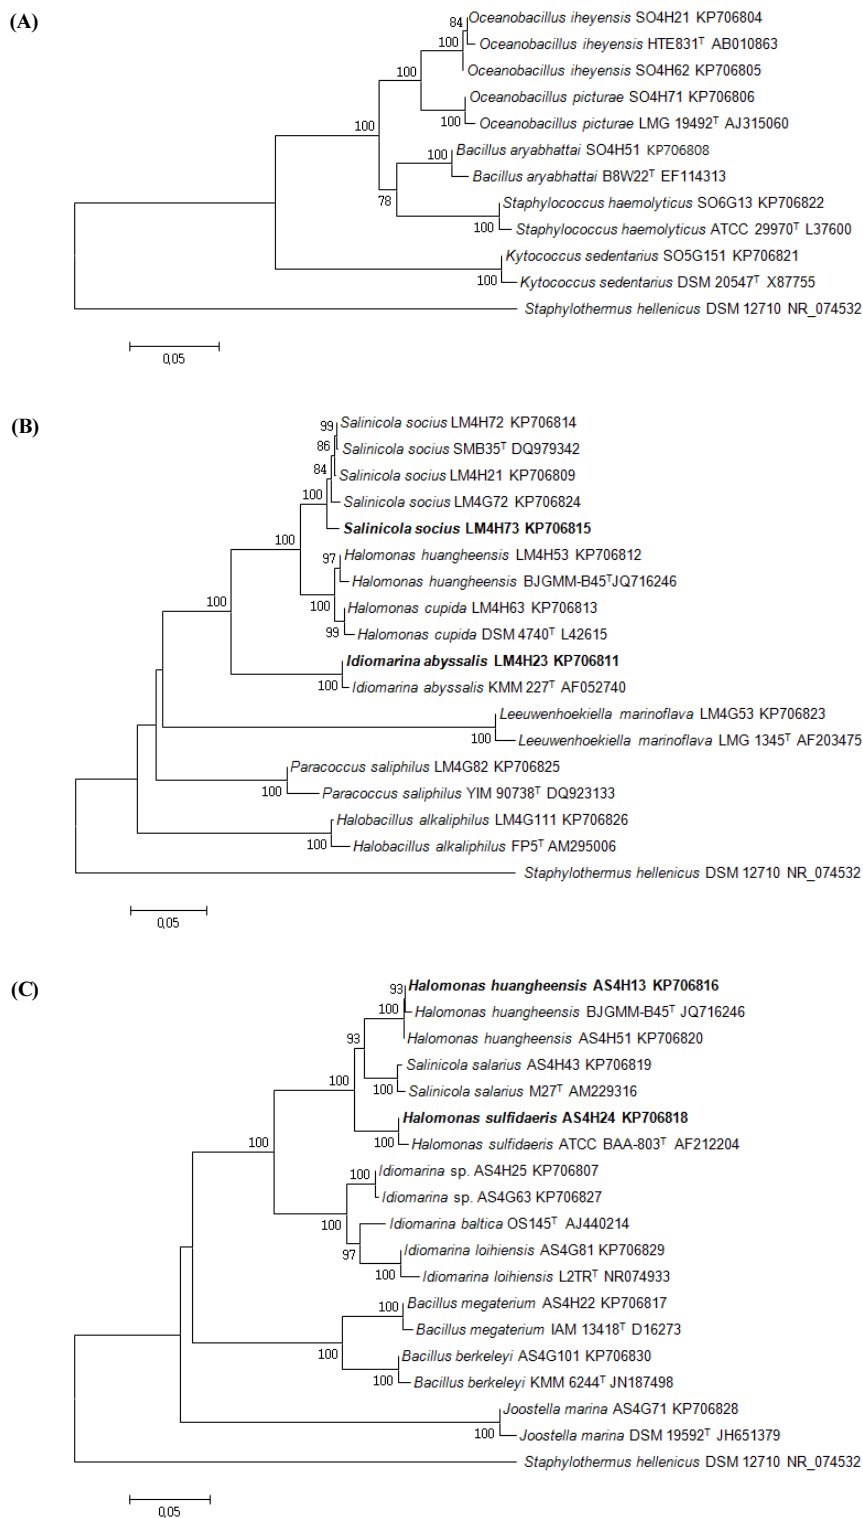 (A)
84
Oceanobacillus iheyensis SO4H21 KP706804
Oceanobacillus iheyensis HTE831T AB010863
100
Oceanobacillus iheyensis SO4H62 KP706805
100
Oceanobacillus picturae SO4H71 KP706806
100
Oceanobacillus picturae LMG 19492T AJ315060
100
Bacillus aryabhattai SO4H51 KP706808
100
Bacillus aryabhattai B8W22T EF114313
78
Staphylococcus haemolyticus SO6G13 KP706822
100
Staphylococcus haemolyticus ATCC 29970T L37600
Kytococcus sedentarius SO5G151 KP706821
100
Kytococcus sedentarius DSM 20547T X87755
Staphylothermus hellenicus DSM 12710 NR_074532
0,05
(B)
99
Salinicola socius LM4H72 KP706814
86
Salinicola socius SMB35T DQ979342
84
Salinicola socius LM4H21 KP706809
100
Salinicola socius LM4G72 KP706824
Salinicola socius LM4H73 KP706815
100
97
Halomonas huangheensis LM4H53 KP706812
Halomonas huangheensis BJGMM-B45TJQ716246
100
100
Halomonas cupida LM4H63 KP706813
99
Halomonas cupida DSM 4740T L42615
Idiomarina abyssalis LM4H23 KP706811
100
Idiomarina abyssalis KMM 227T AF052740
Leeuwenhoekiella marinoflava LM4G53 KP706823
100
Leeuwenhoekiella marinoflava LMG 1345T AF203475
Paracoccus saliphilus LM4G82 KP706825
100
Paracoccus saliphilus YIM 90738T DQ923133
Halobacillus alkaliphilus LM4G111 KP706826
100
Halobacillus alkaliphilus FP5T AM295006
Staphylothermus hellenicus DSM 12710 NR_074532
0,05
(C)
93
Halomonas huangheensis AS4H13 KP706816
100
Halomonas huangheensis BJGMM-B45T JQ716246
93
Halomonas huangheensis AS4H51 KP706820
Salinicola salarius AS4H43 KP706819
100
100
Salinicola salarius M27T AM229316
Halomonas sulfidaeris AS4H24 KP706818
100
100
Halomonas sulfidaeris ATCC BAA-803T AF212204
100
Idiomarina sp. AS4H25 KP706807
Idiomarina sp. AS4G63 KP706827
100
Idiomarina baltica OS145T AJ440214
97
Idiomarina loihiensis AS4G81 KP706829
100
Idiomarina loihiensis L2TRT NR074933
100
Bacillus megaterium AS4H22 KP706817
Bacillus megaterium IAM 13418T D16273
100
Bacillus berkeleyi AS4G101 KP706830
100
Bacillus berkeleyi KMM 6244T JN187498
Joostella marina AS4G71 KP706828
100
Joostella marina DSM 19592T JH651379
Staphylothermus hellenicus DSM 12710 NR_074532
0,05